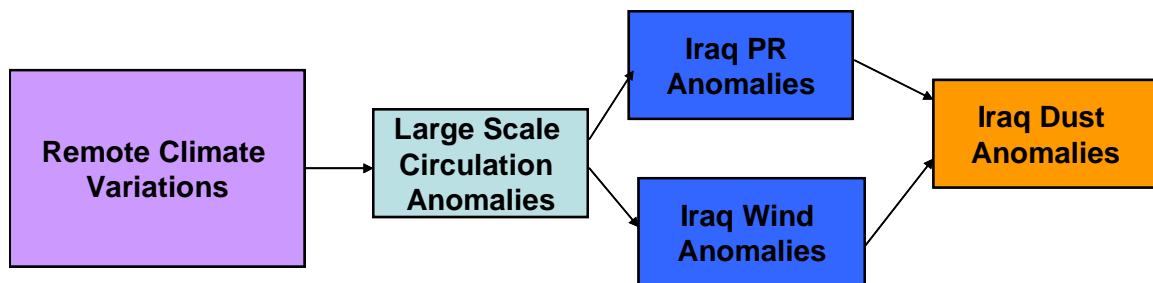 Remote Climate
Variations
Large Scale
Circulation
Anomalies
Iraq PR
Anomalies
Iraq Wind
Anomalies
Iraq Dust
Anomalies